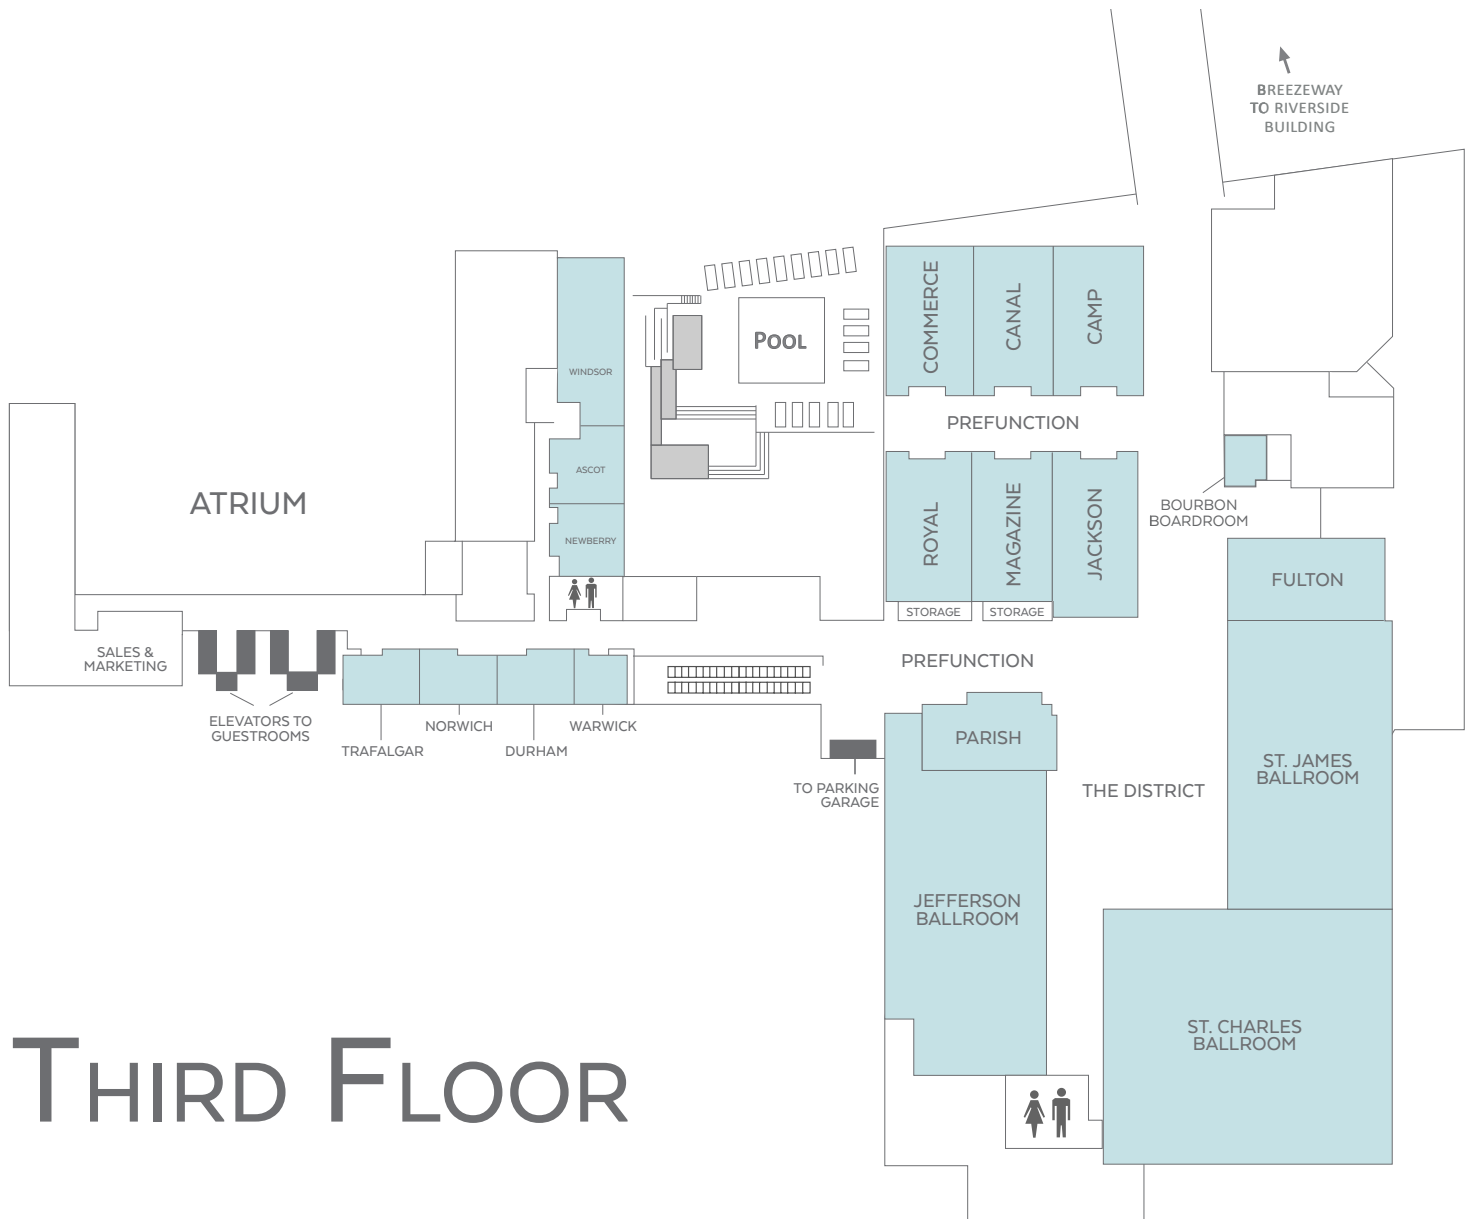 BREEZEWAY
TO RIVERSIDE
BUILDING
COMMERCE
CANAL
CAMP
POOL
WINDSOR
PREFUNCTION
ASCOT
ATRIUM
ROYAL
MAGAZINE
JACKSON
BOURBON
BOARDROOM
NEWBERRY
FULTON
STORAGE
STORAGE
SALES &
MARKETING
PREFUNCTION
ELEVATORS TO
GUESTROOMS
TRAFALGAR
NORWICH
DURHAM
WARWICK
PARISH
ST. JAMES
BALLROOM
TO PARKING
GARAGE
THE DISTRICT
JEFFERSON
BALLROOM
ST. CHARLES
BALLROOM
THIRD FLOOR